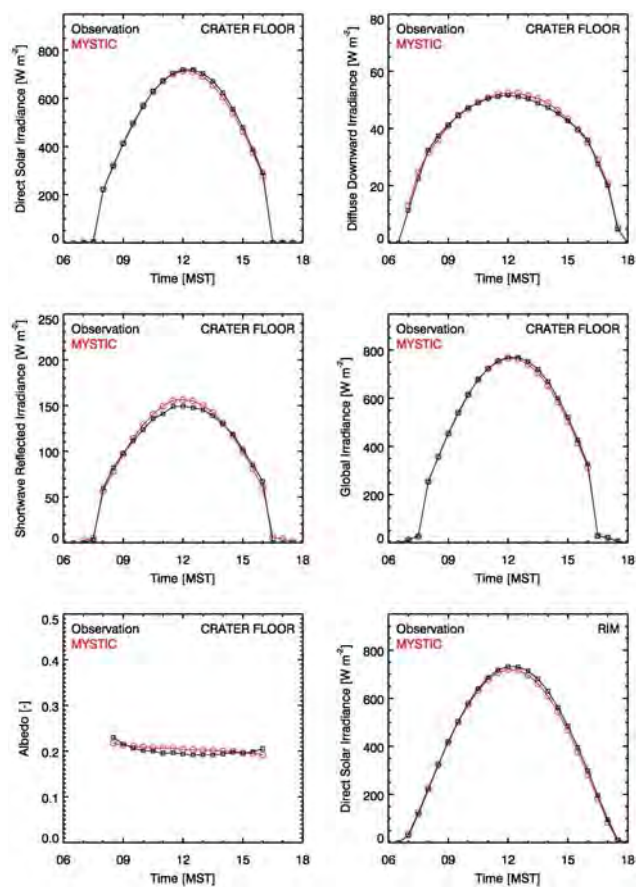 Observation CRATER FLOOR
MYSTIC
Direct Solar Irradiance [W m-2]
800
600
400
200
0
06 09 12 15 18
Time [MST]
Observation CRATER FLOOR
MYSTIC
Diffuse Downward Irradiance [W m-2]
80
60
40
20
0
06 09 12 15 18
Time [MST]
Observation CRATER FLOOR
MYSTIC
Shortwave Reflected Irradiance [W m-2]
250
200
150
100
50
0
06 09 12 15 18
Time [MST]
Observation CRATER FLOOR
MYSTIC
Global Irradiance [W m-2]
800
600
400
200
0
06 09 12 15 18
Time [MST]
Observation CRATER FLOOR
MYSTIC
Albedo [-]
0.5
0.4
0.3
0.2
0.1
0.0
06 09 12 15 18
Time [MST]
Observation RIM
MYSTIC
Direct Solar Irradiance [W m-2]
800
600
400
200
0
06 09 12 15 18
Time [MST]